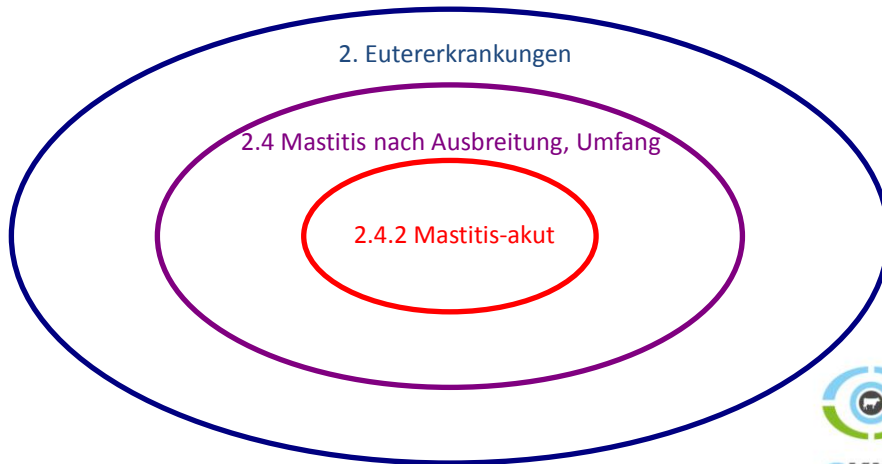 2. Eutererkrankungen
2.4 Mastitis nach Ausbreitung, Umfang
2.4.2 Mastitis-akut